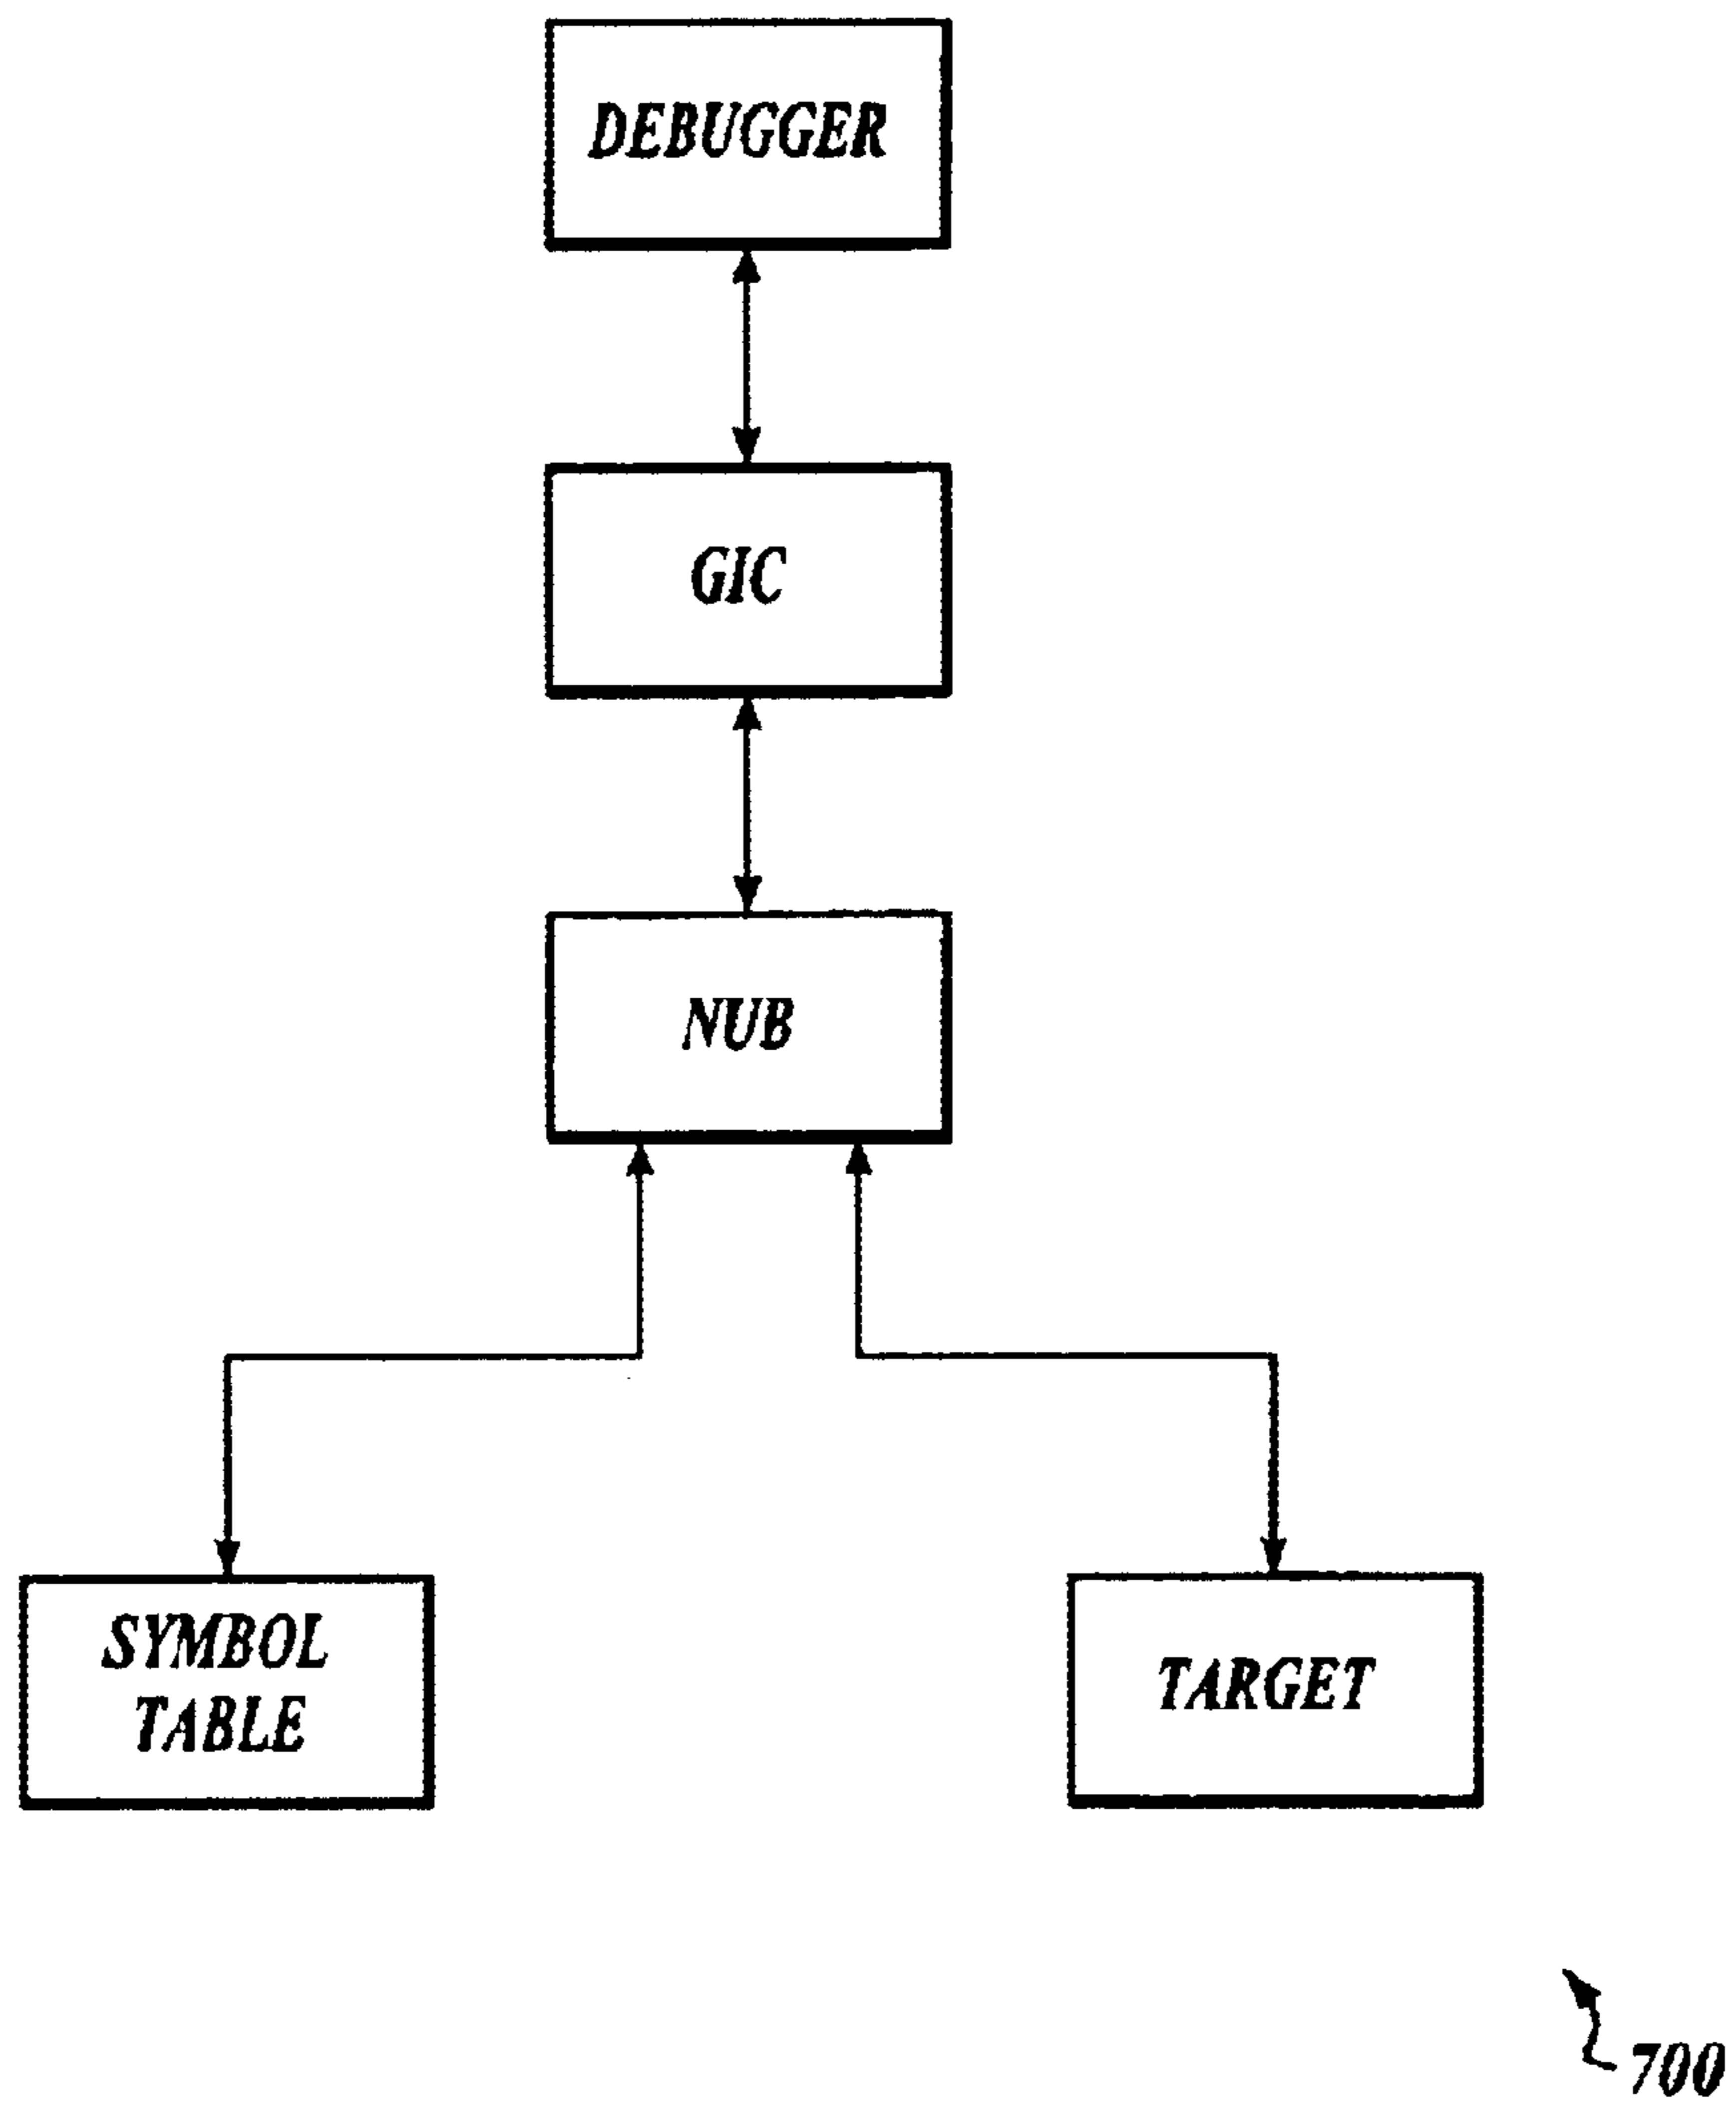 DEBUGGER
GIC
NUB
SYMBOL
TABLE
TARGET
700